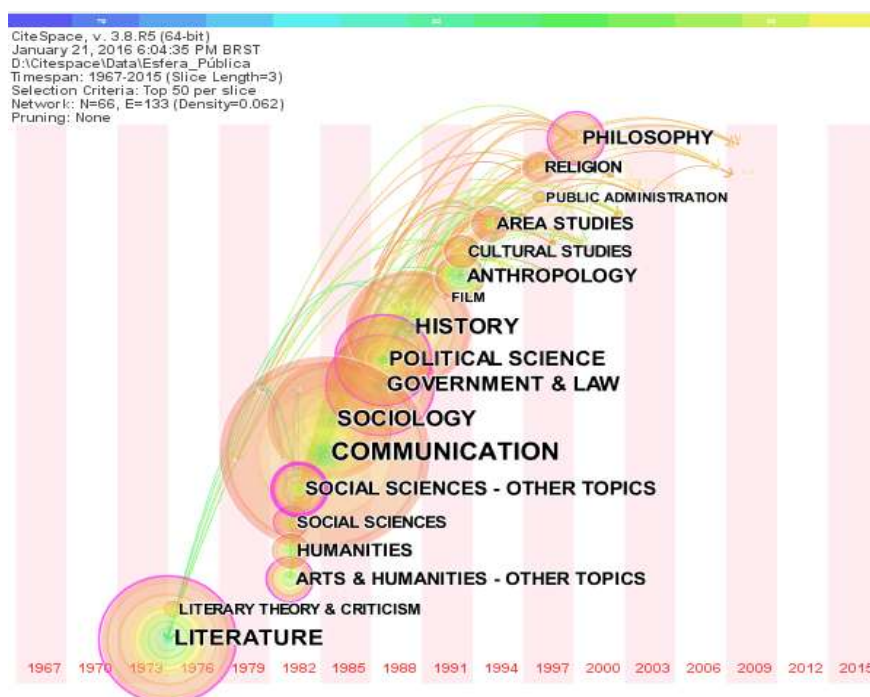 CiteSpace, v. 3.8.R5 (64-bit)
January 21, 2016 6:04:35 PM BRST
D:\Citespace\Data\Esfera_Pública
Timespan: 1967-2015 (Slice Length=3)
Selection Criteria: Top 50 per slice
Network: N=66, E=133 (Density=0.062)
Pruning: None
PHILOSOPHY
RELIGION
PUBLIC ADMINISTRATION
AREA STUDIES
CULTURAL STUDIES
ANTHROPOLOGY
FILM
HISTORY
POLITICAL SCIENCE
GOVERNMENT & LAW
SOCIOLOGY
COMMUNICATION
SOCIAL SCIENCES - OTHER TOPICS
SOCIAL SCIENCES
HUMANITIES
ARTS & HUMANITIES - OTHER TOPICS
LITERARY THEORY & CRITICISM
LITERATURE
1967 1970 1973 1976 1979 1982 1985 1988 1991 1994 1997 2000 2003 2006 2009 2012 2015